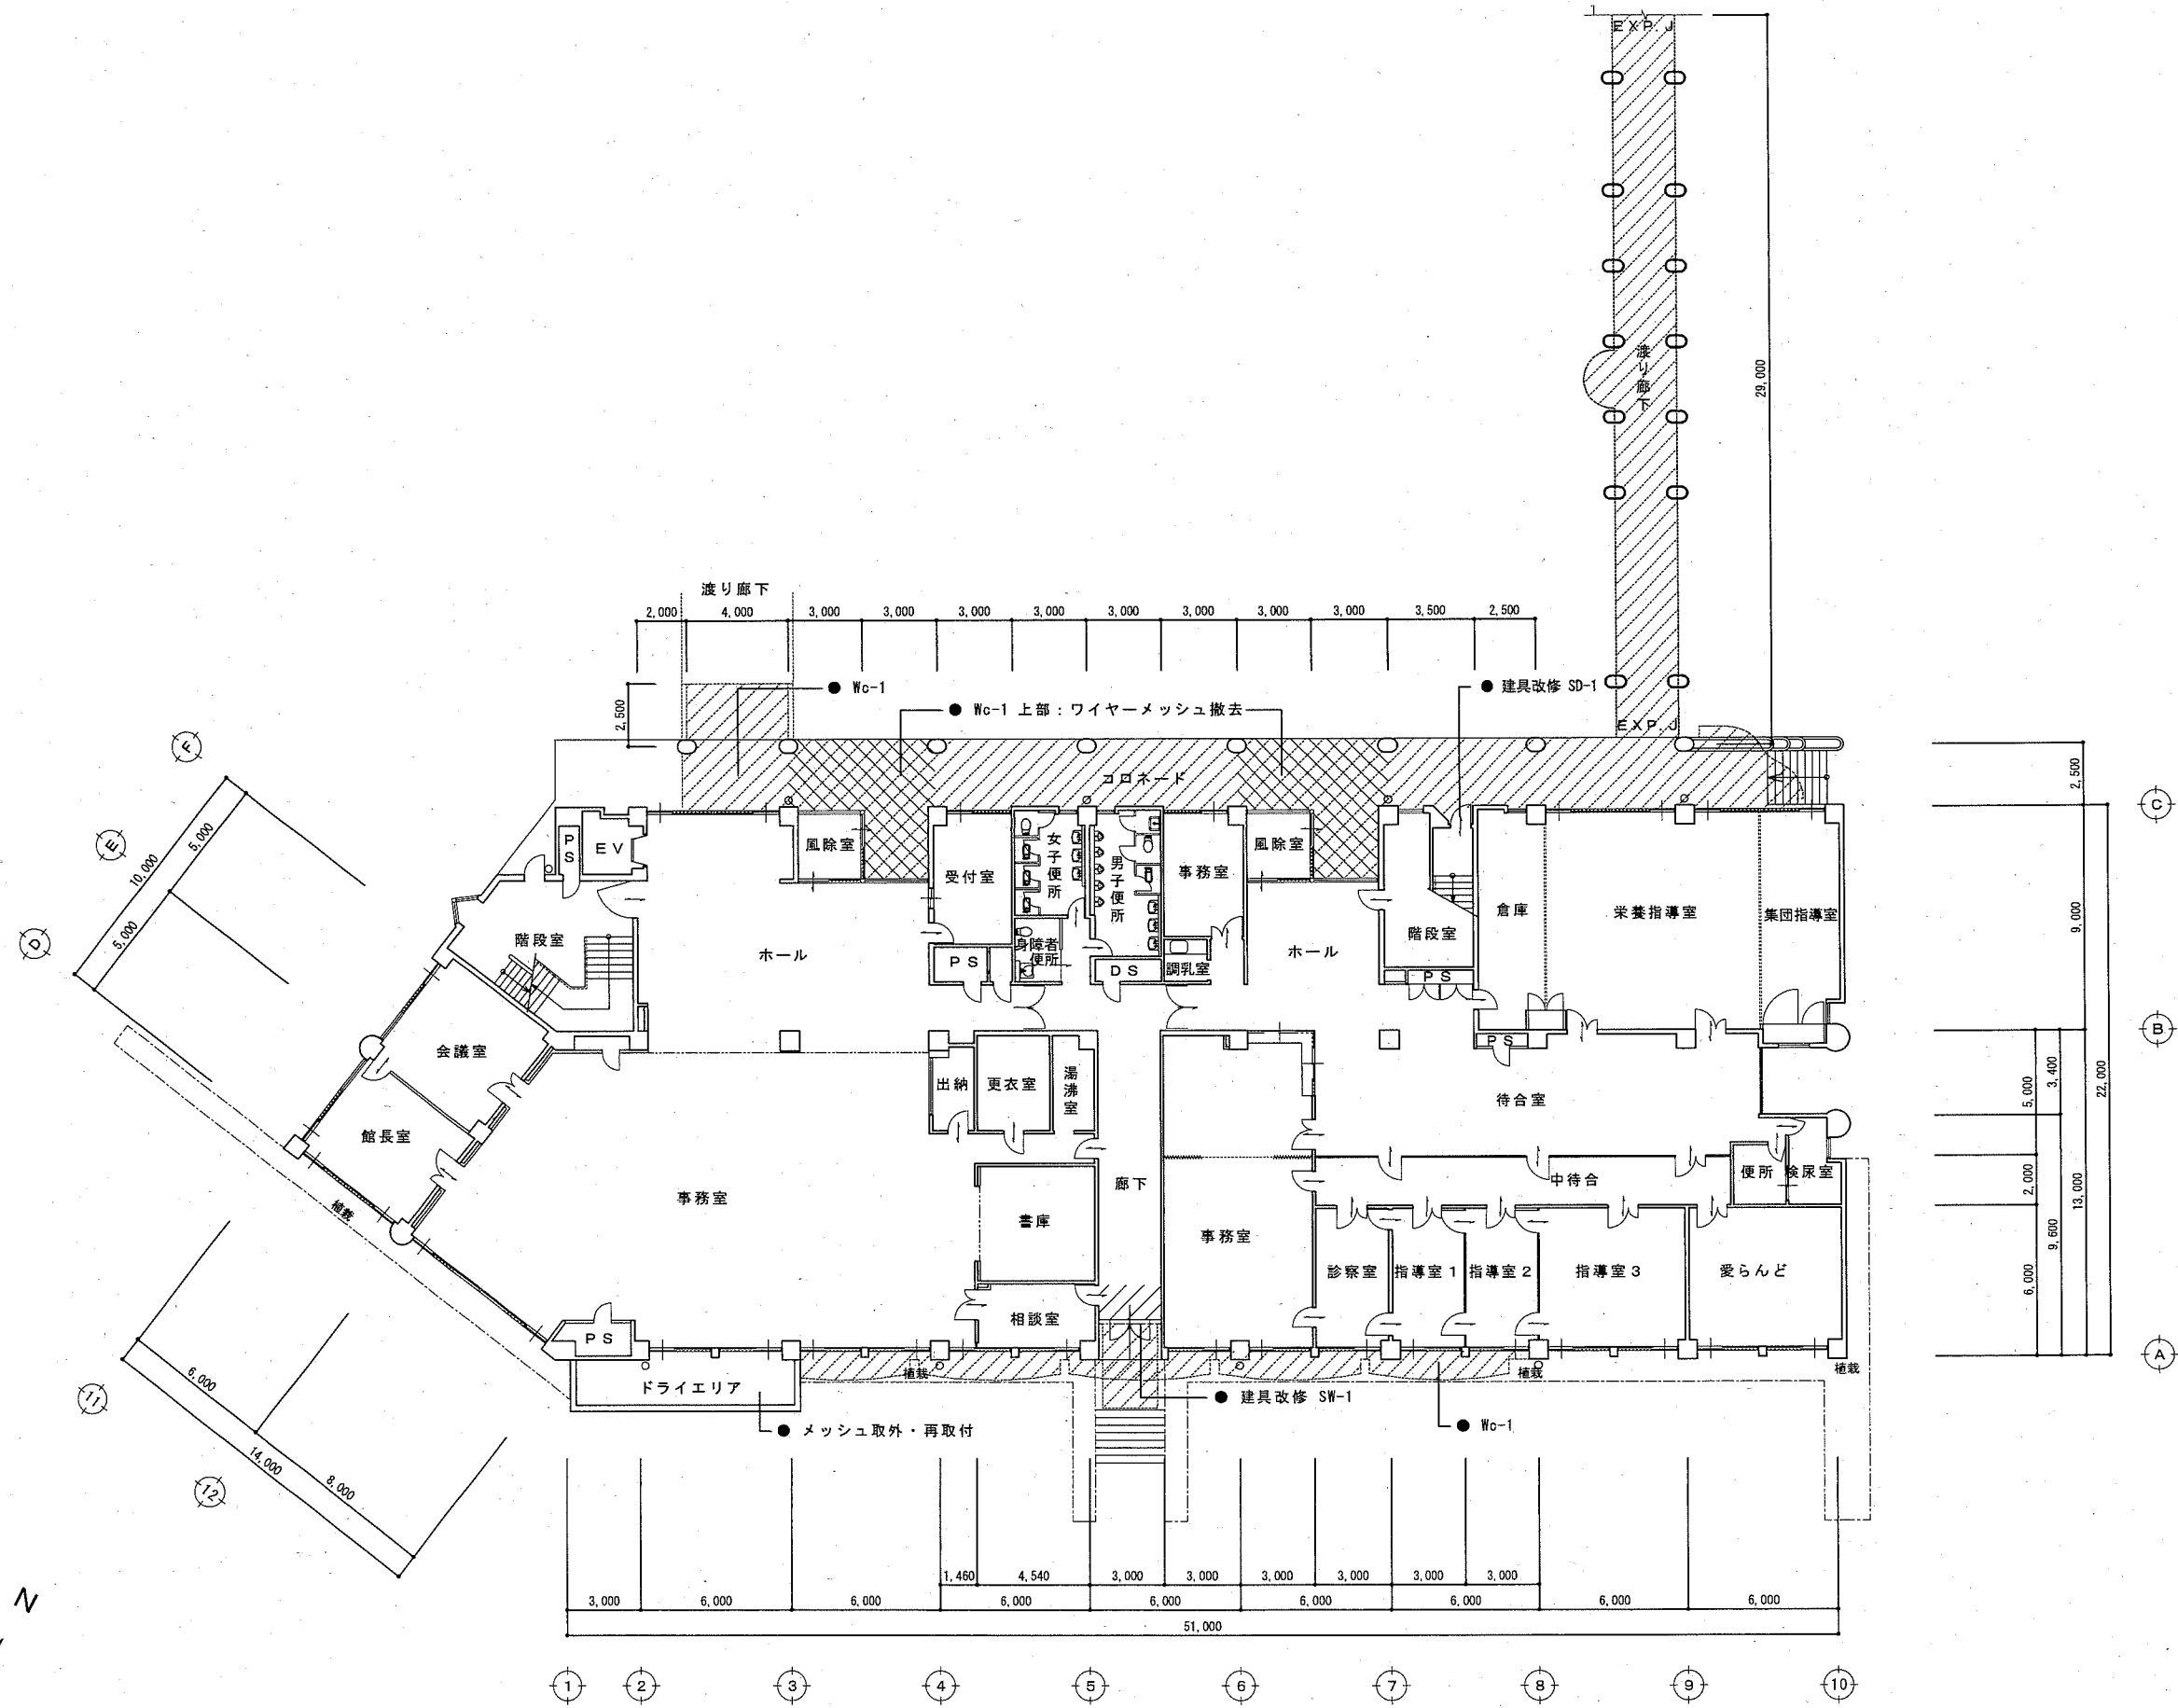 EXP.J
29,000
渡り廊下
渡り廊下
2,000 4,000 3,000 3,000 3,000 3,000 3,000 3,000 3,000 3,000 3,500 2,500
● Wc-1
● 建具改修 SD-1
● Wc-1 上部：ワイヤーメッシュ撤去
2,500
EXP.J
コロネード
2,500
F
C
E
D
10,000
5,000
5,000
PS
EV
風除室
受付室
女子便所
男子便所
事務室
風除室
階段室
倉庫
栄養指導室
集団指導室
9,000
階段室
ホール
PS
身障者便所
DS
調乳室
ホール
PS
B
会議室
館長室
出納
更衣室
湯沸室
PS
待合室
5,000
3,400
22,000
植栽
事務室
書庫
廊下
事務室
中待合
便所
検尿室
2,000
13,000
9,600
6,000
診察室
指導室1
指導室2
指導室3
愛らんど
相談室
PS
A
ドライエリア
植栽
植栽
植栽
● 建具改修 SW-1
● メッシュ取外・再取付
● Wc-1
11
12
6,000
14,000
8,000
N
1,460 4,540 3,000 3,000 3,000 3,000 3,000 3,000
3,000 6,000 6,000 6,000 6,000 6,000 6,000 6,000 6,000
51,000
1 2 3 4 5 6 7 8 9 10